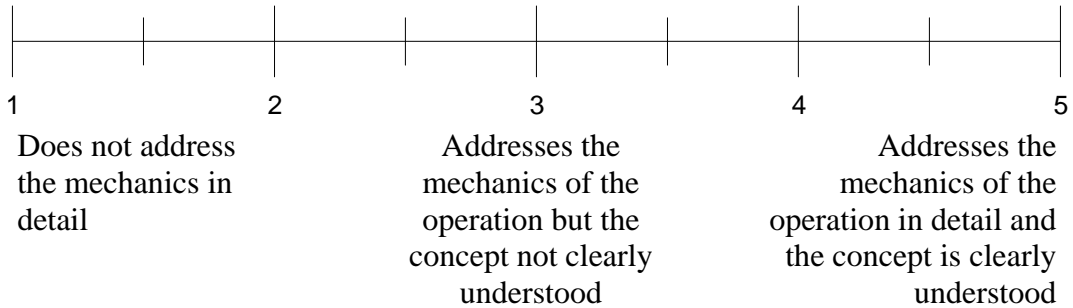 1 2 3 4 5
Does not address
the mechanics in
detail
Addresses the
mechanics of the
operation but the
concept not clearly
understood
Addresses the
mechanics of the
operation in detail and
the concept is clearly
understood